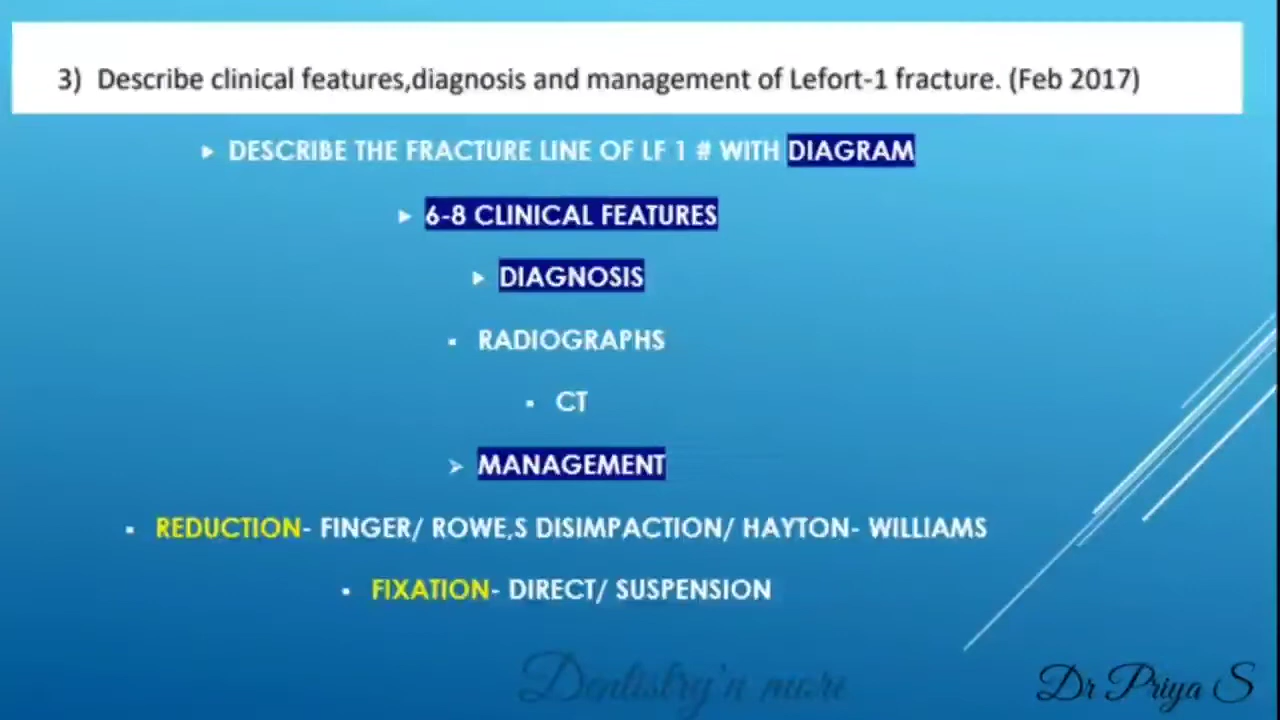 3) Describe clinical features,diagnosis and management of Lefort-1 fracture. (Feb 2017)
DESCRIBE THE FRACTURE LINE OF LF 1 # WITH DIAGRAM
6-8 CLINICAL FEATURES
DIAGNOSIS
RADIOGRAPHS
CT
MANAGEMENT
REDUCTION- FINGER/ ROWE,S DISIMPACTION/ HAYTON- WILLIAMS
FIXATION- DIRECT/ SUSPENSION
Dentistry'n more
Dr Priya S